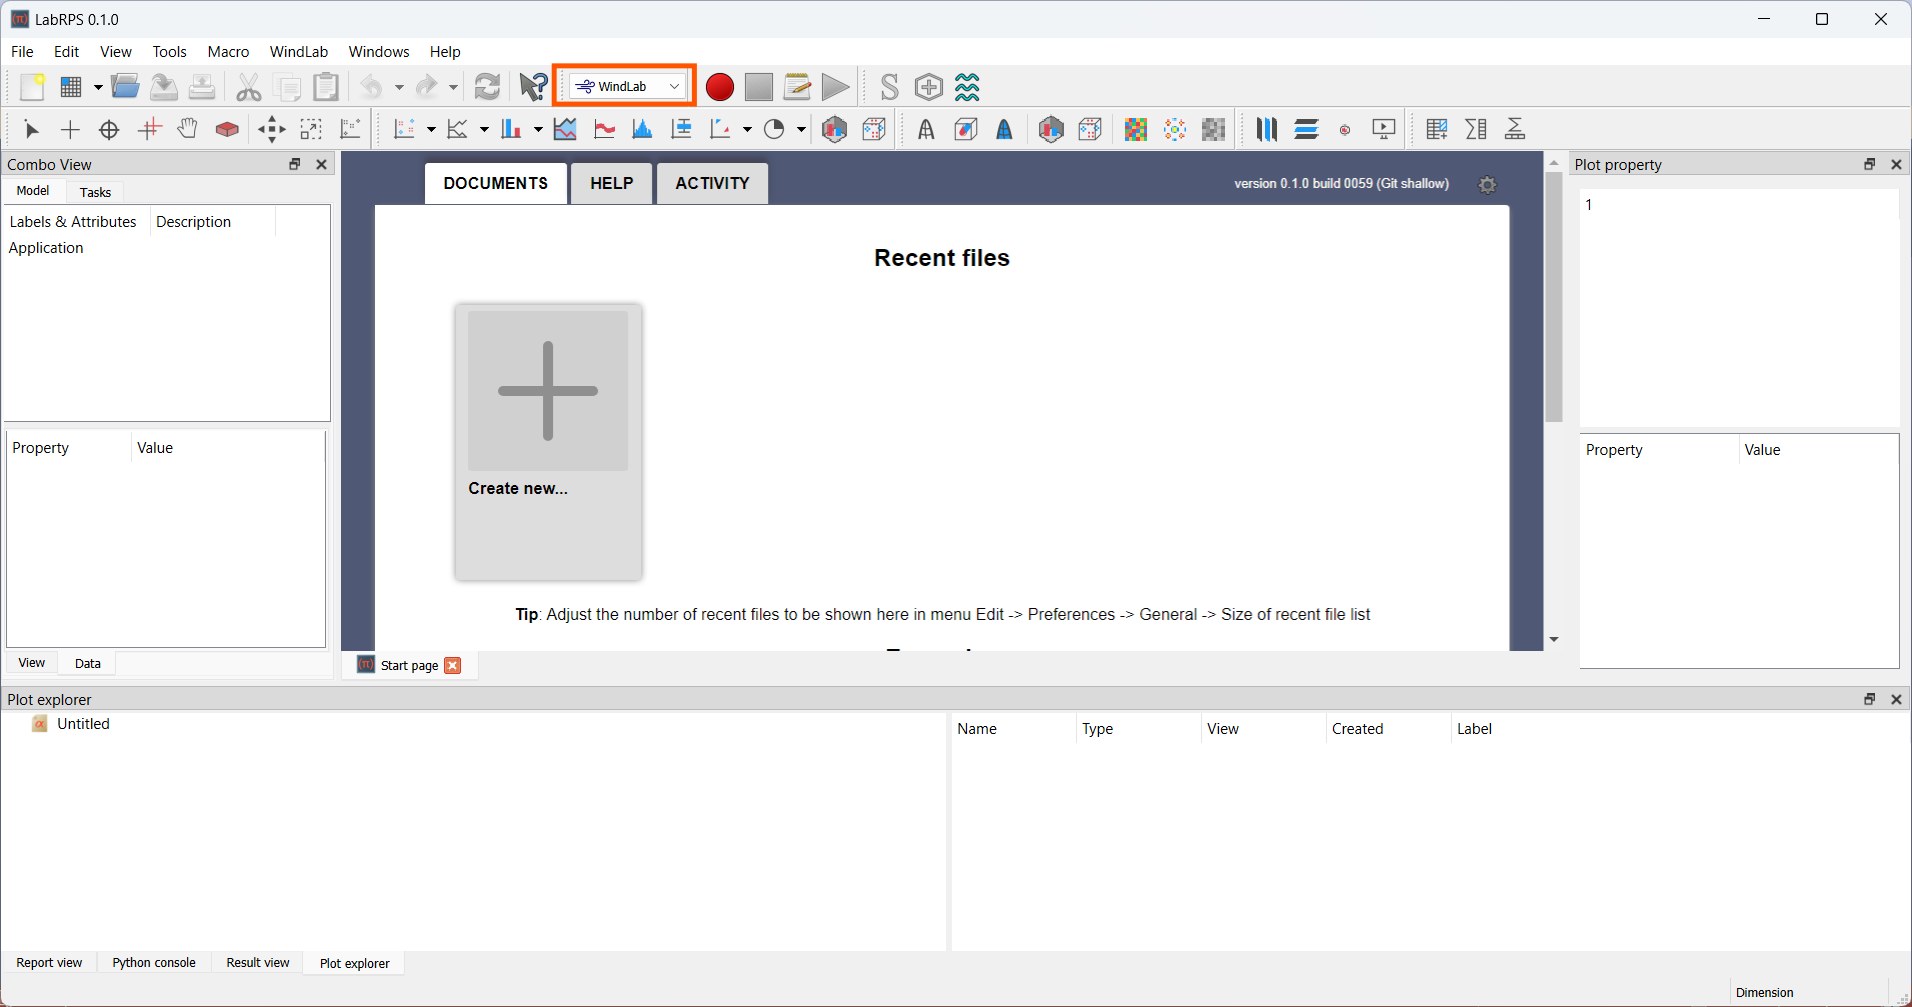 LabRPS 0.1.0
File Edit View Tools Macro WindLab Windows Help
WindLab
Combo View
Model Tasks
Labels & Attributes Description
Application
Property Value
View Data
DOCUMENTS HELP ACTIVITY
version 0.1.0 build 0059 (Git shallow)
Recent files
Create new...
Tip: Adjust the number of recent files to be shown here in menu Edit -> Preferences -> General -> Size of recent file list
Start page
Plot property
1
Property Value
Plot explorer
Untitled
Name Type View Created Label
Report view Python console Result view Plot explorer
Dimension